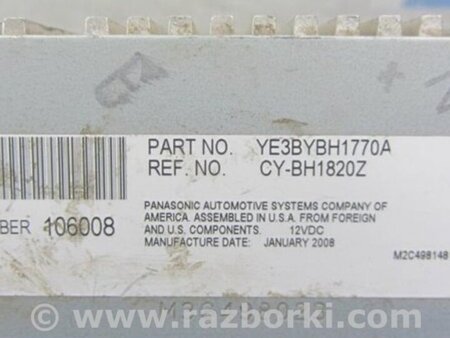 PART NO. YE3BYBH1770A
REF. NO. CY-BH1820Z
BER 106008
PANASONIC AUTOMOTIVE SYSTEMS COMPANY OF
AMERICA. ASSEMBLED IN U.S.A. FROM FOREIGN
AND U.S. COMPONENTS. 12VDC
MANUFACTURE DATE: JANUARY 2008
M2C498148
www.razborki.com